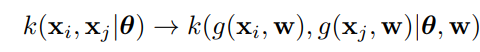 k(𝐱ᵢ, 𝐱ⱼ|𝜽) → k(g(𝐱ᵢ, 𝐰), g(𝐱ⱼ, 𝐰)|𝜽, 𝐰)